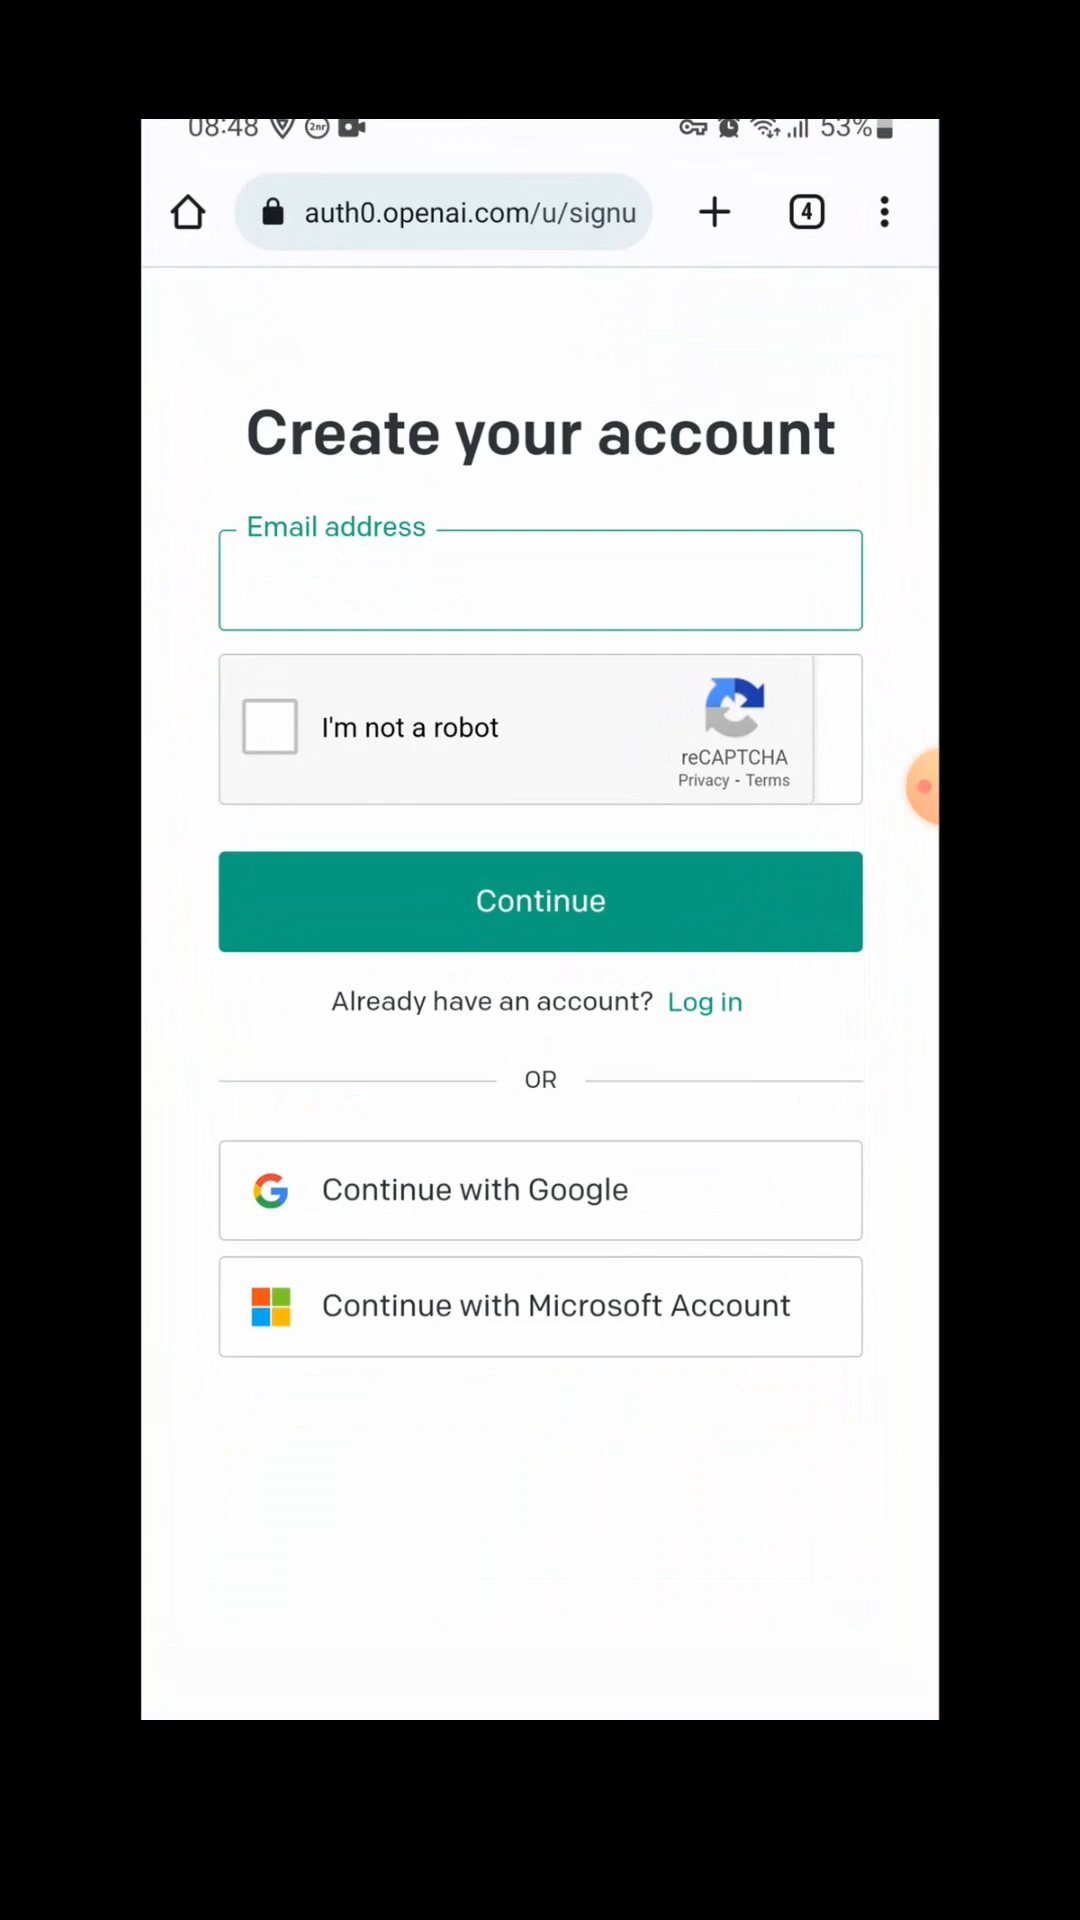 08:48 2nr 53%
auth0.openai.com/u/signu 4
Create your account
Email address
I'm not a robot
reCAPTCHA
Privacy - Terms
Continue
Already have an account? Log in
OR
Continue with Google
Continue with Microsoft Account